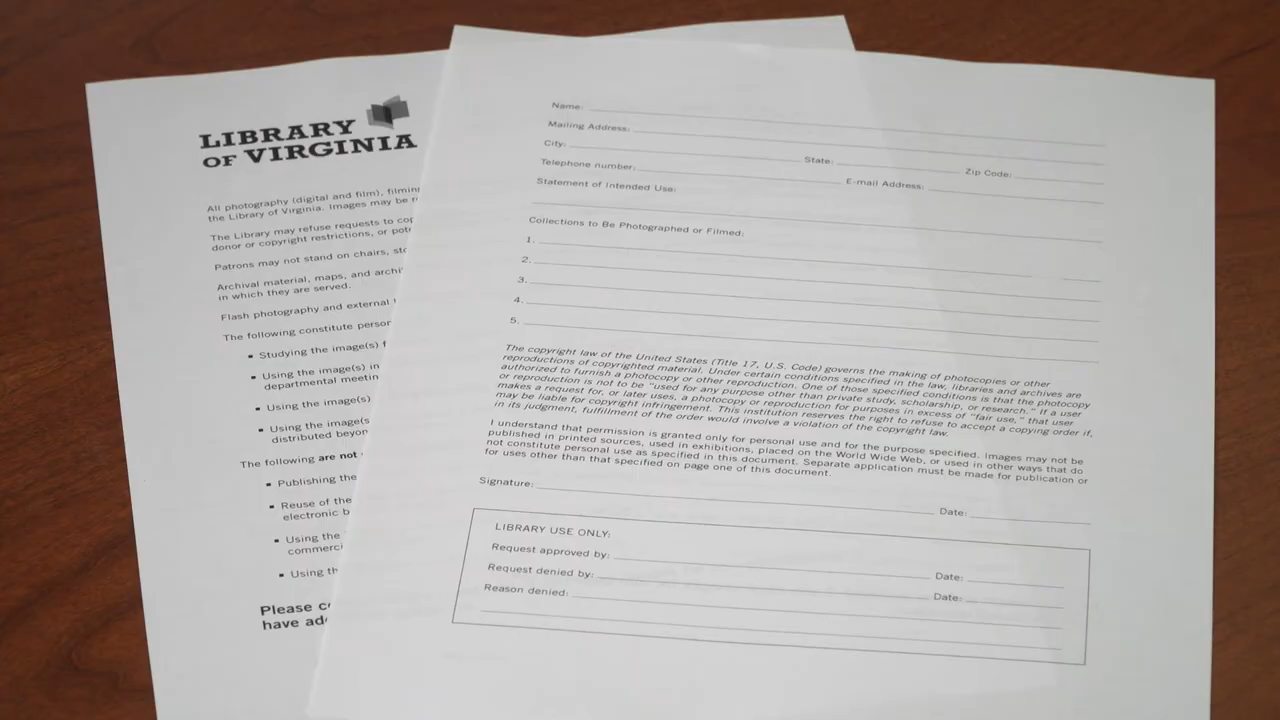 LIBRARY
OF VIRGINIA
All photography (digital and film), filming
the Library of Virginia. Images may be
The Library may refuse requests to
donor or copyright restrictions, or
Patrons may not stand on chairs,
Archival material, maps, and
in which they are served.
Flash photography and external
The following constitute
▪ Studying the image(s)
▪ Using the image(s) in
departmental
▪ Using the image(s)
▪ Using the
distributed
The following are not
▪ Publishing the
▪ Reuse of the
electronic
▪ Using the
▪ Using
Please
have
Name:
Mailing Address:
City: State: Zip Code:
Telephone number: E-mail Address:
Statement of Intended Use:
Collections to Be Photographed or Filmed:
1.
2.
3.
4.
5.
The copyright law of the United States (Title 17, U.S. Code) governs the making of photocopies or other
reproductions of copyrighted material. Under certain conditions specified in the law, libraries and archives are
authorized to furnish a photocopy or other reproduction. One of those specified conditions is that the photocopy
or reproduction is not to be "used for any purpose other than private study, scholarship, or research." If a user
makes a request for, or later uses, a photocopy or reproduction for purposes in excess of "fair use," that user
may be liable for copyright infringement. This institution reserves the right to refuse to accept a copying order if,
in its judgment, fulfillment of the order would involve a violation of the copyright law.
I understand that permission is granted only for personal use and for the purpose specified. Images may not be
published in printed sources, used in exhibitions, placed on the World Wide Web, or used in other ways that do
not constitute personal use as specified in this document. Separate application must be made for publication or
for uses other than that specified on page one of this document.
Signature: Date:
LIBRARY USE ONLY:
Request approved by: Date:
Request denied by: Date:
Reason denied: